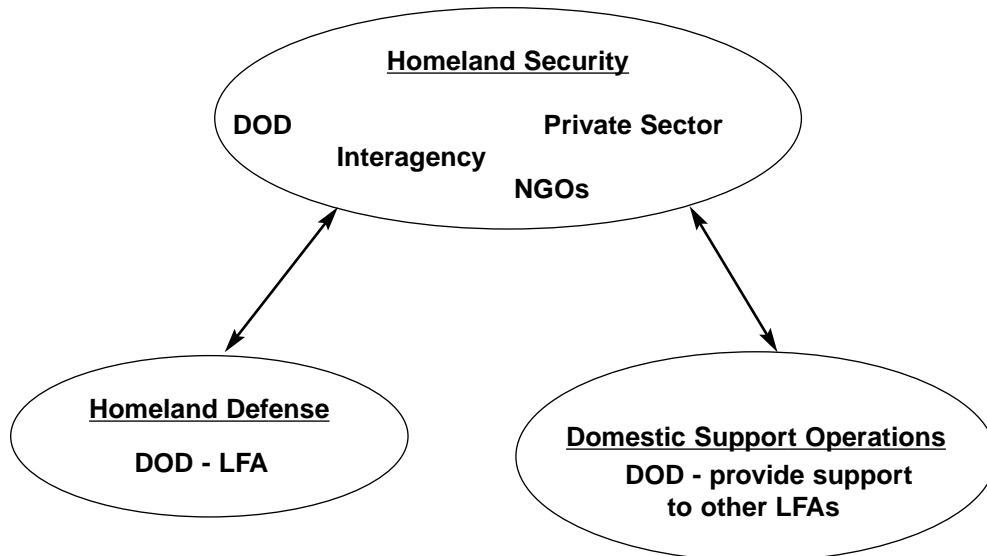 Homeland Security
DOD
Private Sector
Interagency
NGOs
Homeland Defense
DOD - LFA
Domestic Support Operations
DOD - provide support
to other LFAs